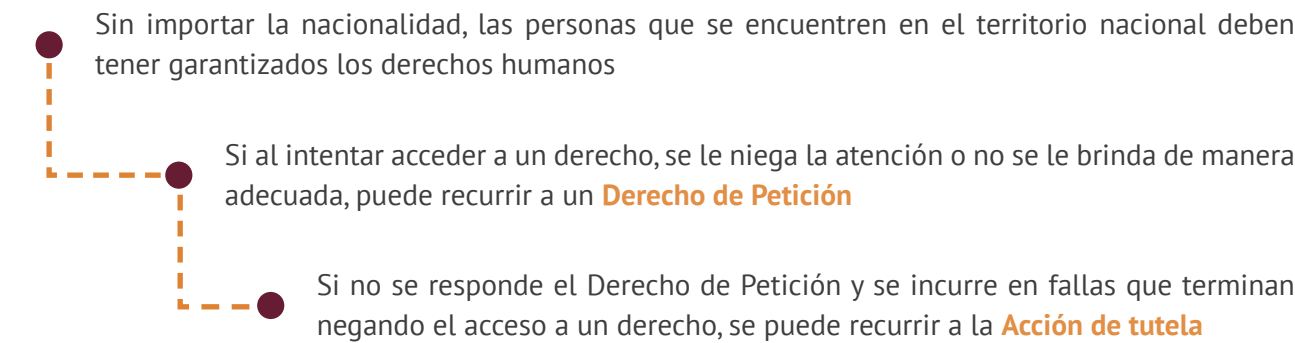 Sin importar la nacionalidad, las personas que se encuentren en el territorio nacional deben
tener garantizados los derechos humanos
Si al intentar acceder a un derecho, se le niega la atención o no se le brinda de manera
adecuada, puede recurrir a un Derecho de Petición
Si no se responde el Derecho de Petición y se incurre en fallas que terminan
negando el acceso a un derecho, se puede recurrir a la Acción de tutela